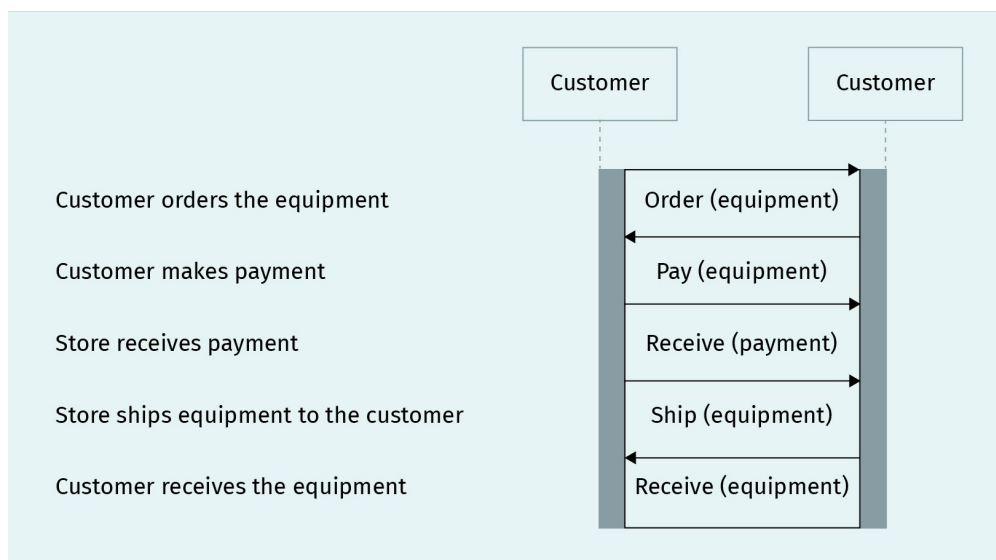 Customer
Customer
Customer orders the equipment
Order (equipment)
Customer makes payment
Pay (equipment)
Store receives payment
Receive (payment)
Store ships equipment to the customer
Ship (equipment)
Customer receives the equipment
Receive (equipment)